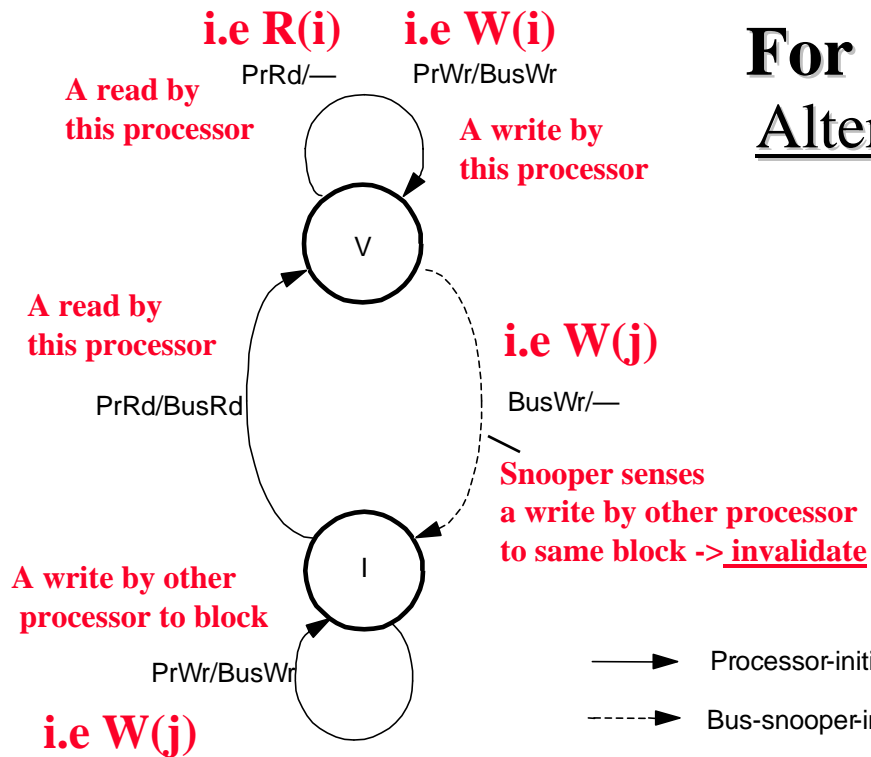 i.e R(i) i.e W(i)
PrRd/— PrWr/BusWr
For
Alter
A read by
this processor
A write by
this processor
V
A read by
this processor
i.e W(j)
PrRd/BusRd
BusWr/—
Snooper senses
a write by other processor
to same block -> invalidate
I
A write by other
processor to block
PrWr/BusWr
i.e W(j)
Processor-initi
Bus-snooper-in